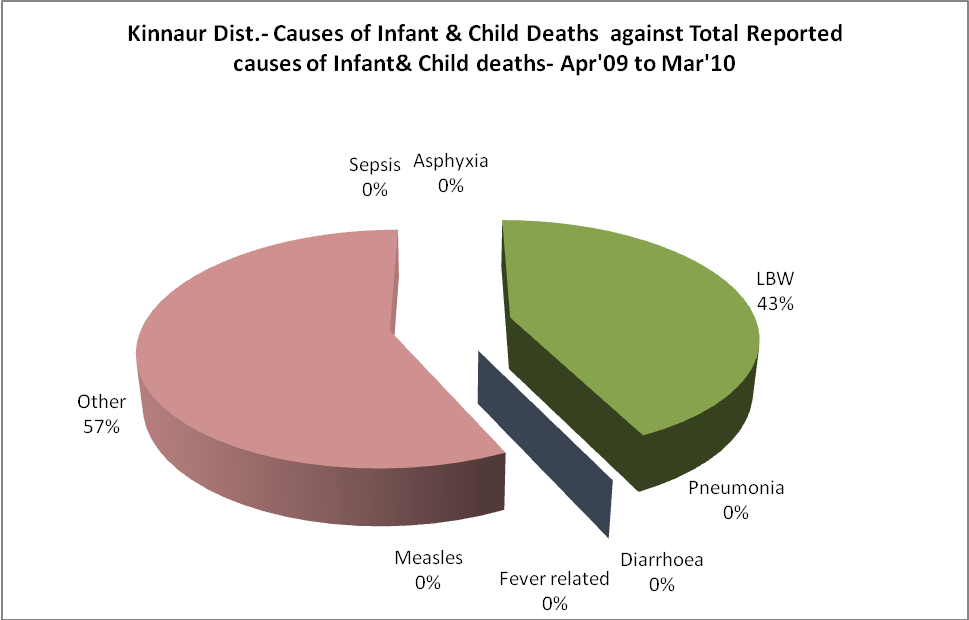 Kinnaur Dist.- Causes of Infant & Child Deaths against Total Reported
causes of Infant& Child deaths- Apr'09 to Mar'10
Sepsis
0%
Asphyxia
0%
LBW
43%
Other
57%
Pneumonia
0%
Measles
0%
Fever related
0%
Diarrhoea
0%